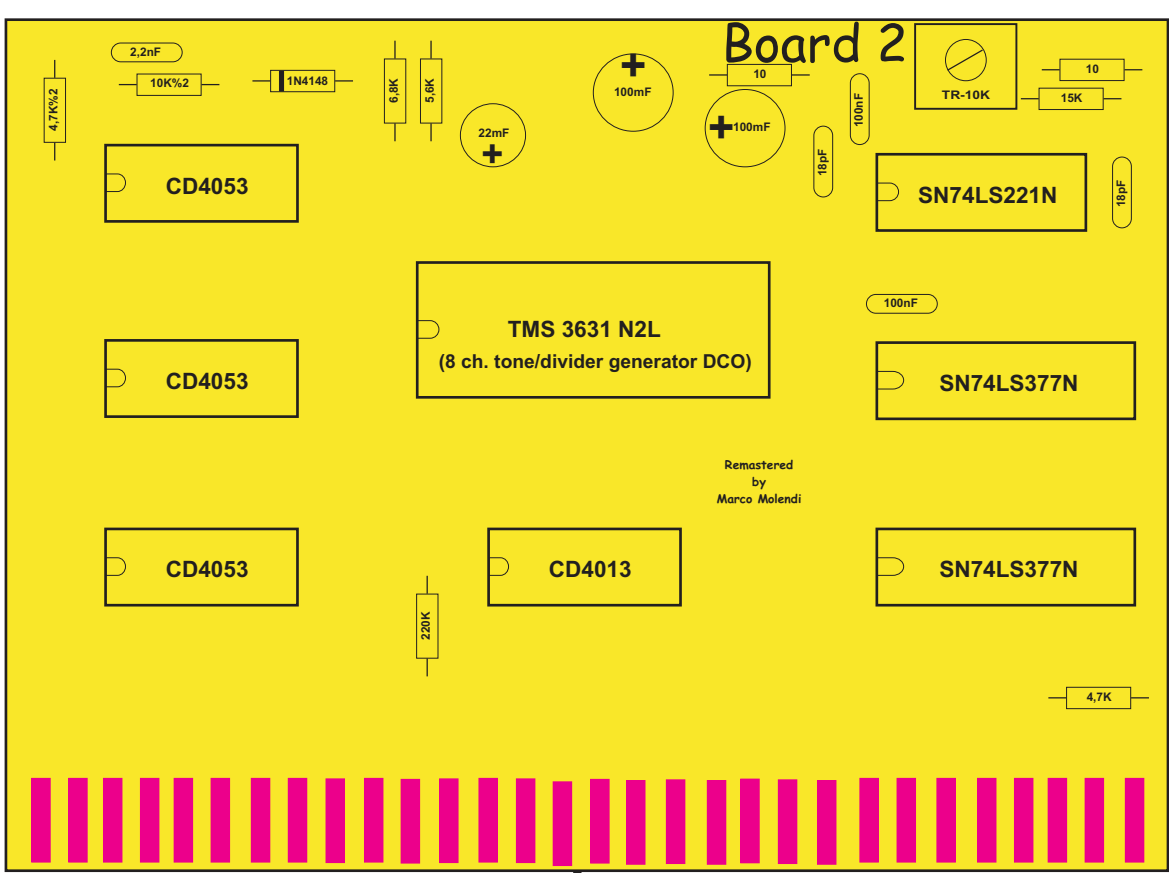 Board 2
2,2nF
4,7K%2
10K%2
1N4148
6,8K
5,6K
22mF
100mF
10
100mF
100nF
18pF
TR-10K
10
15K
CD4053
SN74LS221N
18pF
100nF
TMS 3631 N2L
(8 ch. tone/divider generator DCO)
CD4053
SN74LS377N
Remastered
by
Marco Molendi
CD4053
CD4013
SN74LS377N
220K
4,7K